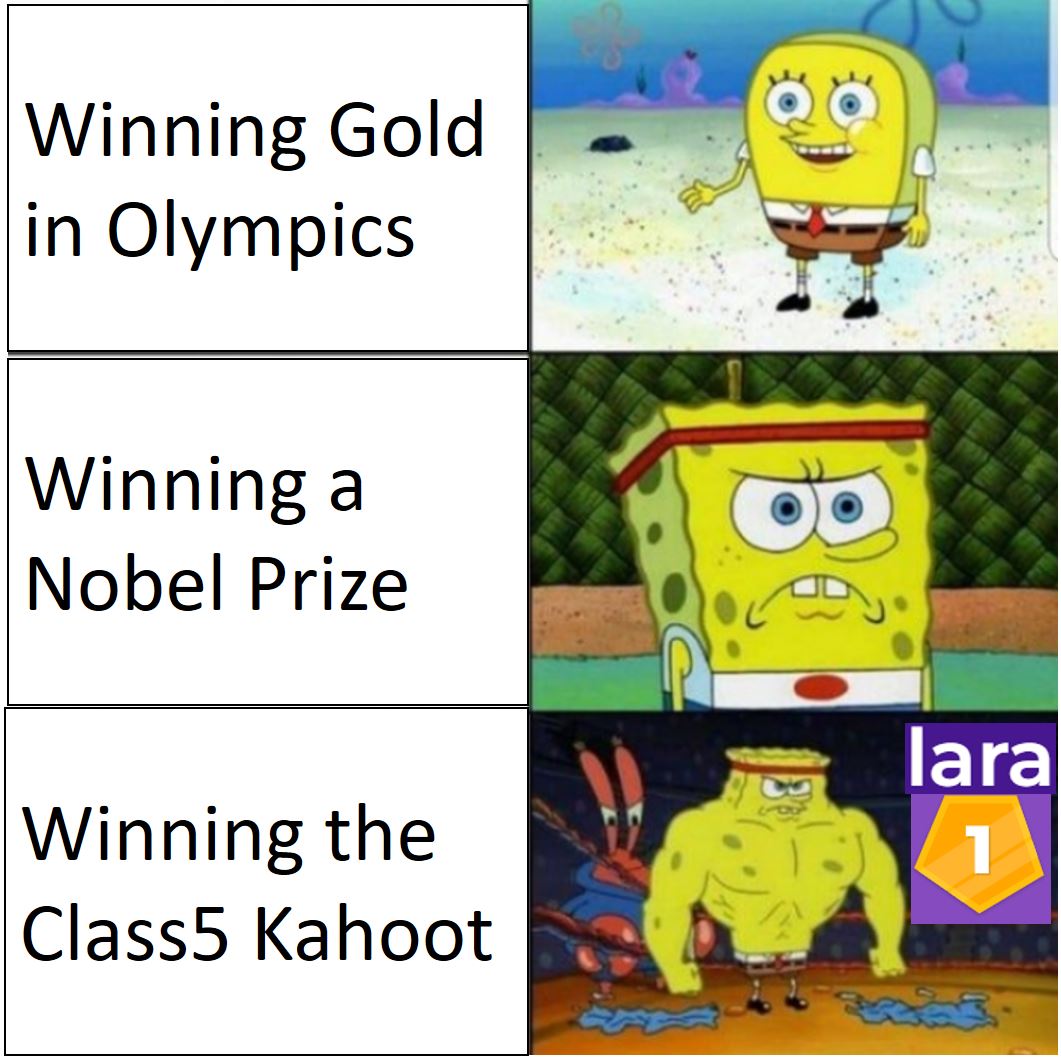 Winning Gold
in Olympics
Winning a
Nobel Prize
Winning the
Class5 Kahoot
lara
1